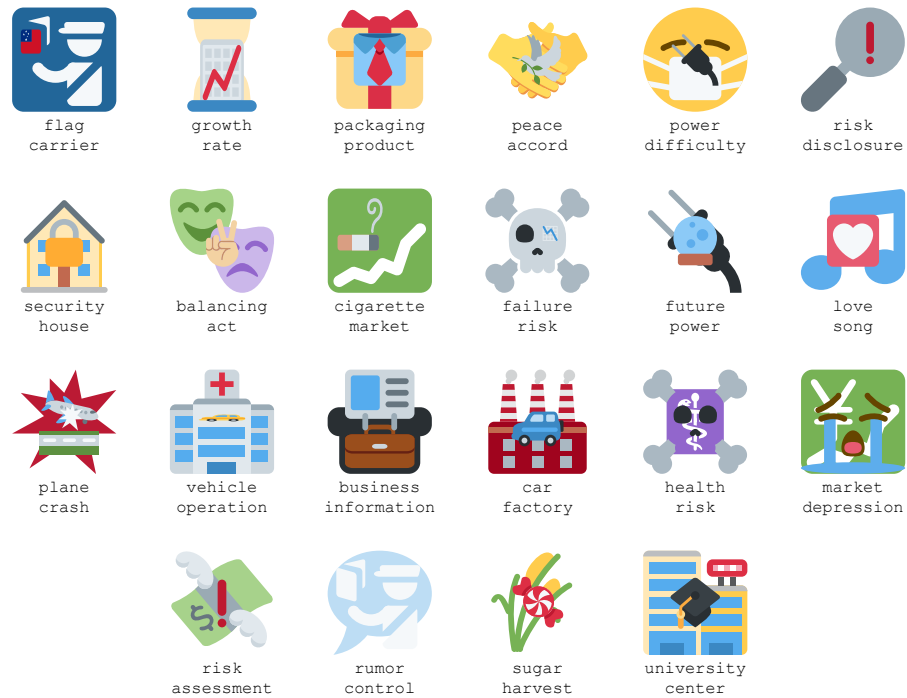 flag carrier
growth rate
packaging product
peace accord
power difficulty
risk disclosure
security house
balancing act
cigarette market
failure risk
future power
love song
plane crash
vehicle operation
business information
car factory
health risk
market depression
risk assessment
rumor control
sugar harvest
university center